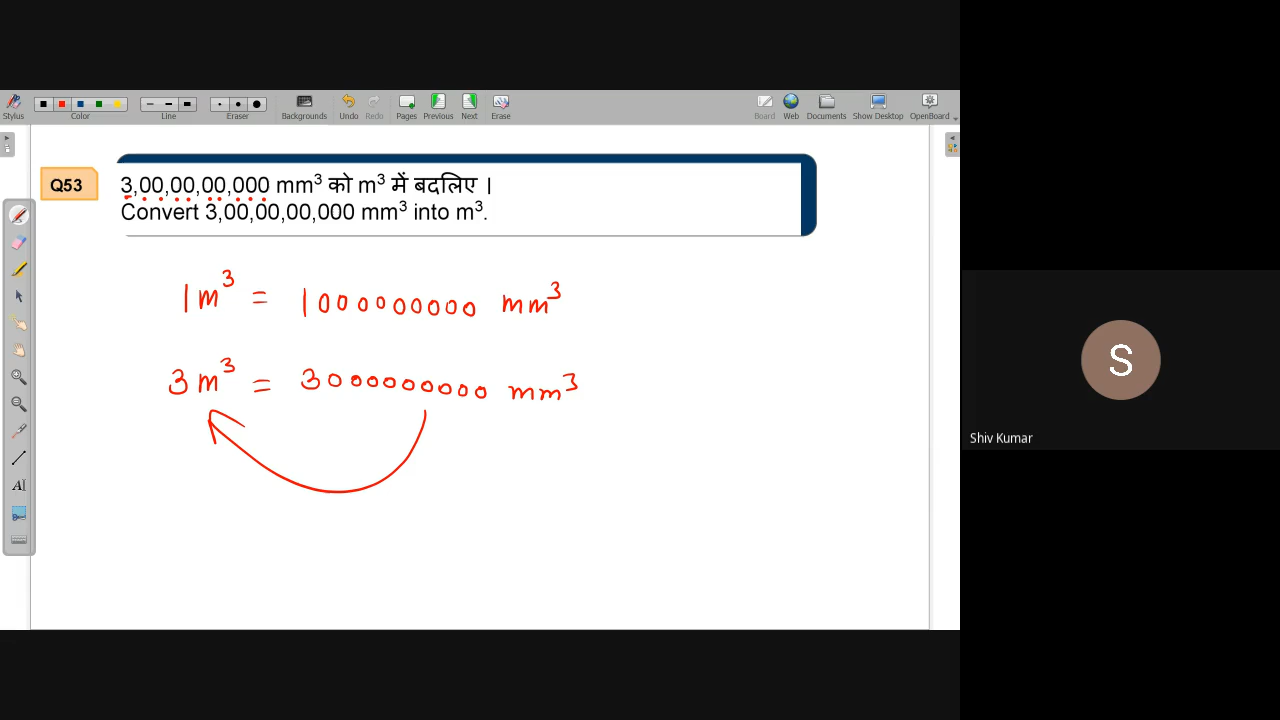 Stylus Color Line Eraser Backgrounds Undo Redo Pages Previous Next Erase Board Web Documents Show Desktop OpenBoard
Q53
3,00,00,00,000 mm³ को m³ में बदलिए ।
Convert 3,00,00,00,000 mm³ into m³.
1m³ = 1000000000 mm³
3m³ = 3000000000 mm³
AI
S
Shiv Kumar